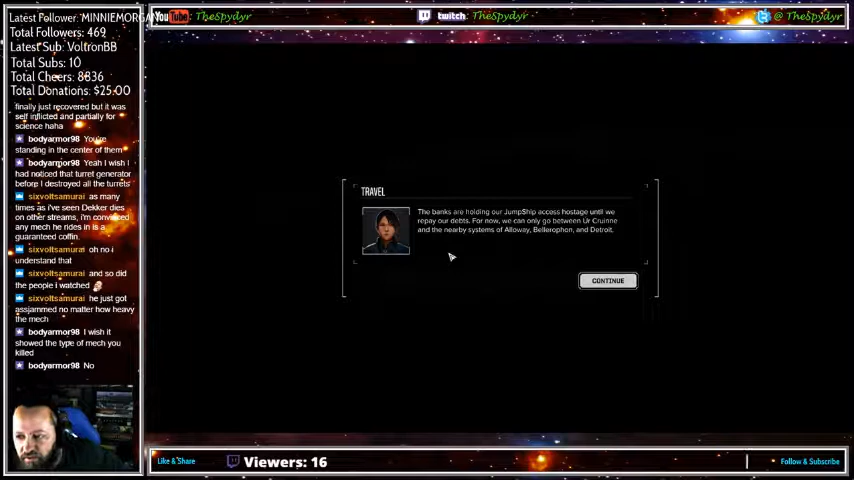 Latest Follower: MINNIEMORGAN
Total Followers: 469
Latest Sub: VoltronBB
Total Subs: 10
Total Cheers: 8836
Total Donations: $25.00
finally just recovered but it was
self inflicted and partially for
science haha
bodyarmor98 You're
standing in the center of them
bodyarmor98 Yeah I wish I
had noticed that turret generator
before I destroyed all the turrets
sixvoltsamurai as many
times as i've seen Dekker dies
on other streams, i'm convinced
any mech he rides in is a
guaranteed coffin.
sixvoltsamurai oh no i
understand that
sixvoltsamurai and so did
the people i watched
sixvoltsamurai he just got
assjammed no matter how heavy
the mech
bodyarmor98 I wish it
showed the type of mech you
killed
bodyarmor98 No
You Tube TheSpydyr
twitch TheSpydyr
@ TheSpydyr
TRAVEL
The banks are holding our JumpShip access hostage until we
repay our debts. For now, we can only go between Ur Cruinne
and the nearby systems of Alloway, Bellerophon, and Detroit.
CONTINUE
Like & Share
Viewers: 16
Follow & Subscribe